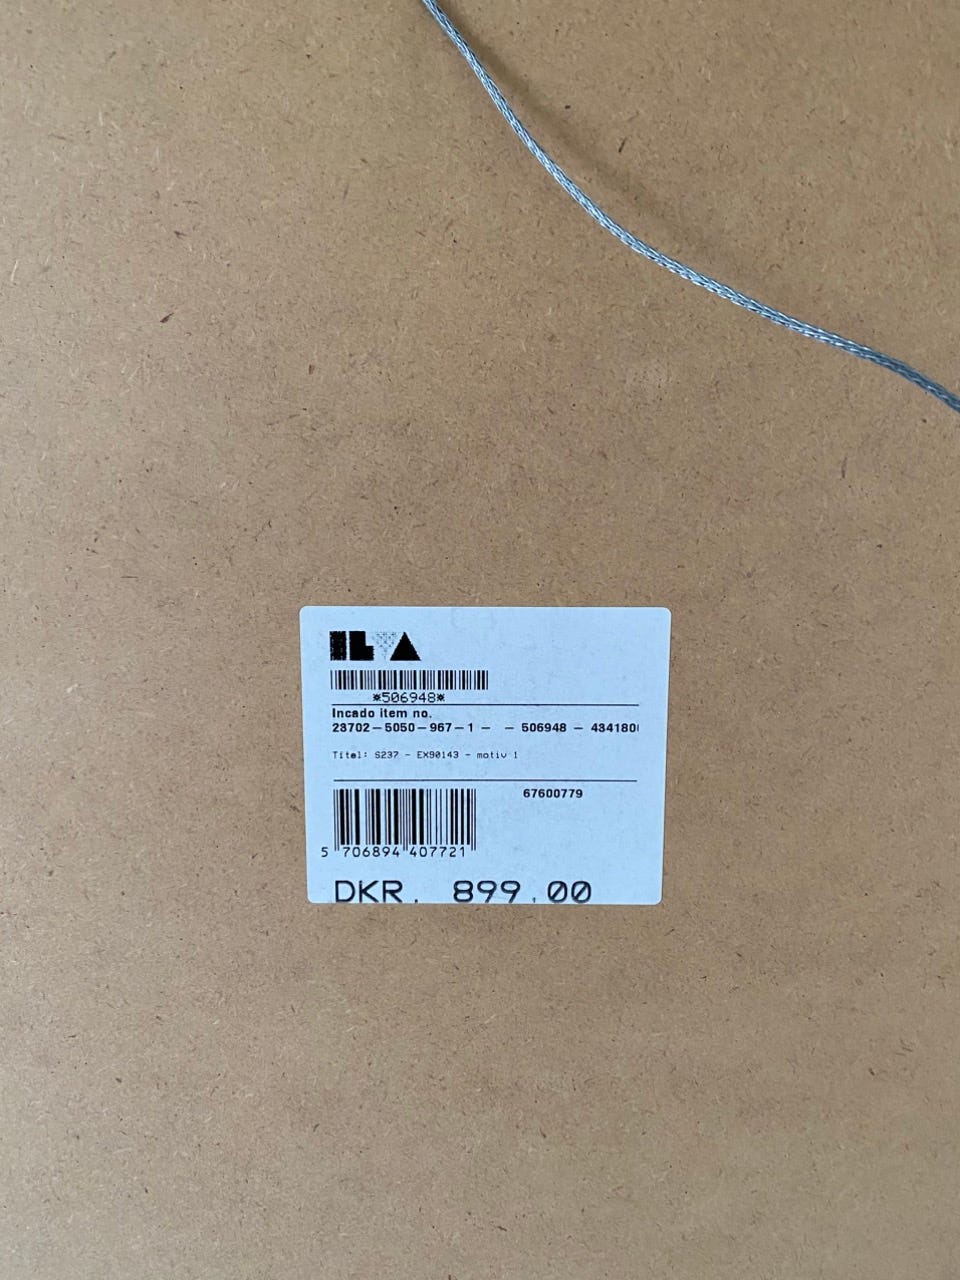 ILVA
*506948*
Incado item no.
23702-5050-967-1 - - 506948 - 434180
Titel: S237 - EX90143 - motiv 1
67600779
5 706894 407721
DKR. 899.00